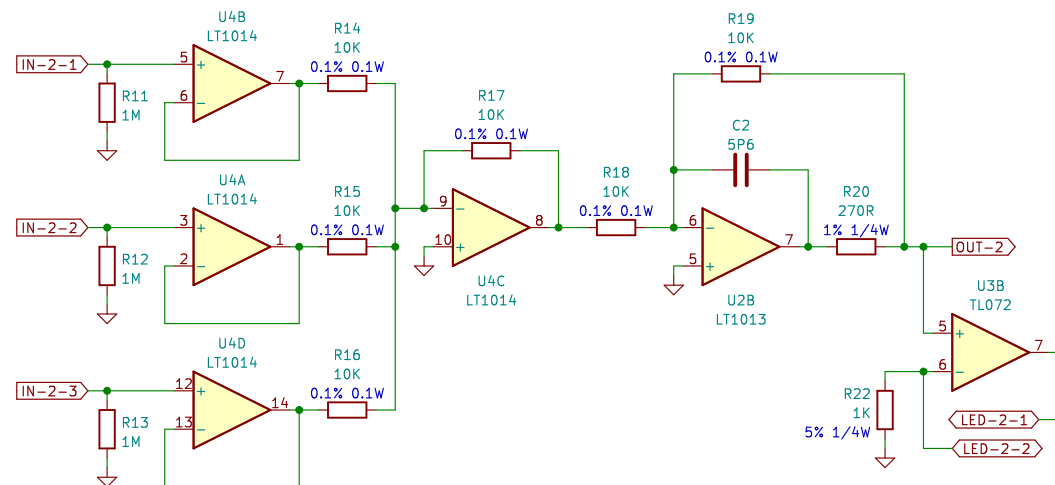 U4B
LT1014
IN-2-1
5
+
6
−
7
R11
1M
R14
10K
0.1% 0.1W
U4A
LT1014
IN-2-2
3
+
2
−
1
R12
1M
R15
10K
0.1% 0.1W
U4D
LT1014
IN-2-3
12
+
13
−
14
R13
1M
R16
10K
0.1% 0.1W
R17
10K
0.1% 0.1W
9
−
10
+
8
U4C
LT1014
R18
10K
0.1% 0.1W
R19
10K
0.1% 0.1W
C2
5P6
6
−
5
+
7
U2B
LT1013
R20
270R
1% 1/4W
OUT-2
U3B
TL072
5
+
6
−
7
R22
1K
5% 1/4W
LED-2-1
LED-2-2